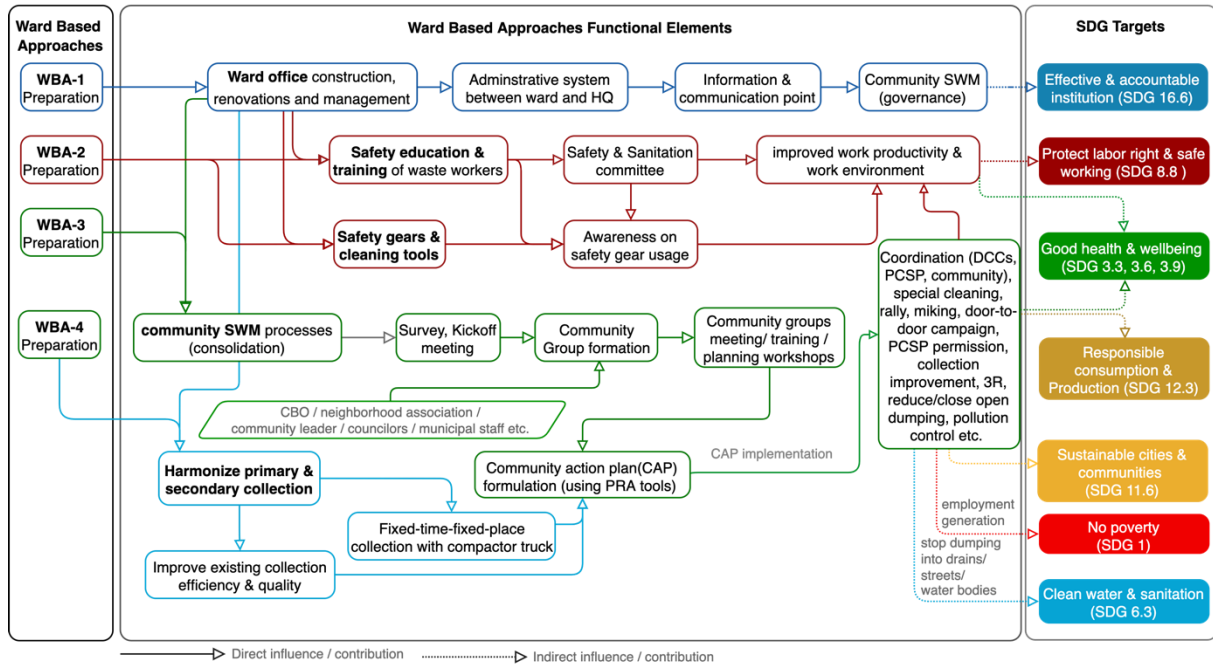 Ward Based
Approaches
Ward Based Approaches Functional Elements
SDG Targets
WBA-1
Preparation
Ward office construction,
renovations and management
Adminstrative system
between ward and HQ
Information &
communication point
Community SWM
(governance)
Effective & accountable
institution (SDG 16.6)
WBA-2
Preparation
Safety education &
training of waste workers
Safety & Sanitation
committee
improved work productivity &
work environment
Protect labor right & safe
working (SDG 8.8 )
WBA-3
Preparation
Safety gears &
cleaning tools
Awareness on
safety gear usage
Coordination (DCCs,
PCSP, community),
special cleaning,
rally, miking, door-to-
door campaign,
PCSP permission,
collection
improvement, 3R,
reduce/close open
dumping, pollution
control etc.
Good health & wellbeing
(SDG 3.3, 3.6, 3.9)
WBA-4
Preparation
community SWM processes
(consolidation)
Survey, Kickoff
meeting
Community
Group formation
Community groups
meeting/ training /
planning workshops
Responsible
consumption &
Production (SDG 12.3)
CBO / neighborhood association /
community leader / councilors / municipal staff etc.
Harmonize primary &
secondary collection
Community action plan(CAP)
formulation (using PRA tools)
CAP implementation
Sustainable cities &
communities
(SDG 11.6)
Fixed-time-fixed-place
collection with compactor truck
employment
generation
No poverty
(SDG 1)
Improve existing collection
efficiency & quality
stop dumping
into drains/
streets/
water bodies
Clean water & sanitation
(SDG 6.3)
Direct influence / contribution
Indirect influence / contribution